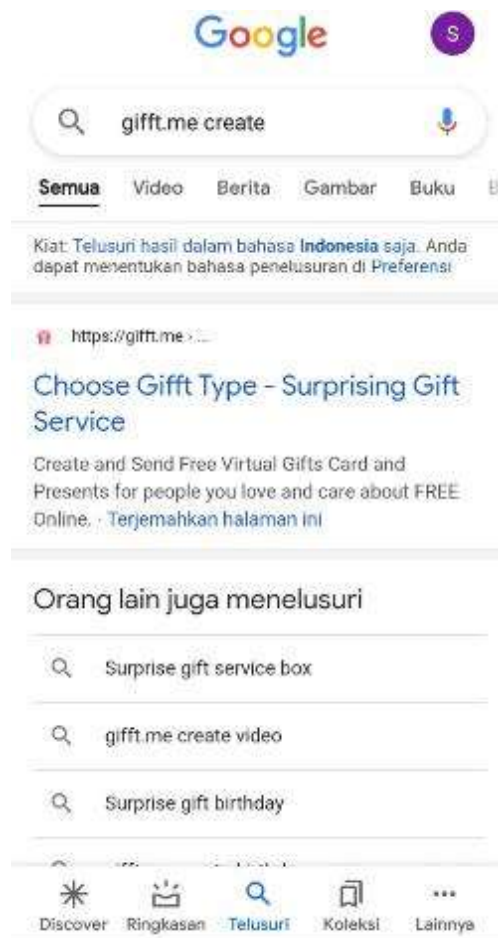 Google
S
gifft.me create
Semua Video Berita Gambar Buku
Kiat: Telusuri hasil dalam bahasa Indonesia saja. Anda
dapat menentukan bahasa penelusuran di Preferensi
https://gifft.me › ...
Choose Gifft Type - Surprising Gift
Service
Create and Send Free Virtual Gifts Card and
Presents for people you love and care about FREE
Online. · Terjemahkan halaman ini
Orang lain juga menelusuri
Surprise gift service box
gifft.me create video
Surprise gift birthday
Discover Ringkasan Telusuri Koleksi Lainnya